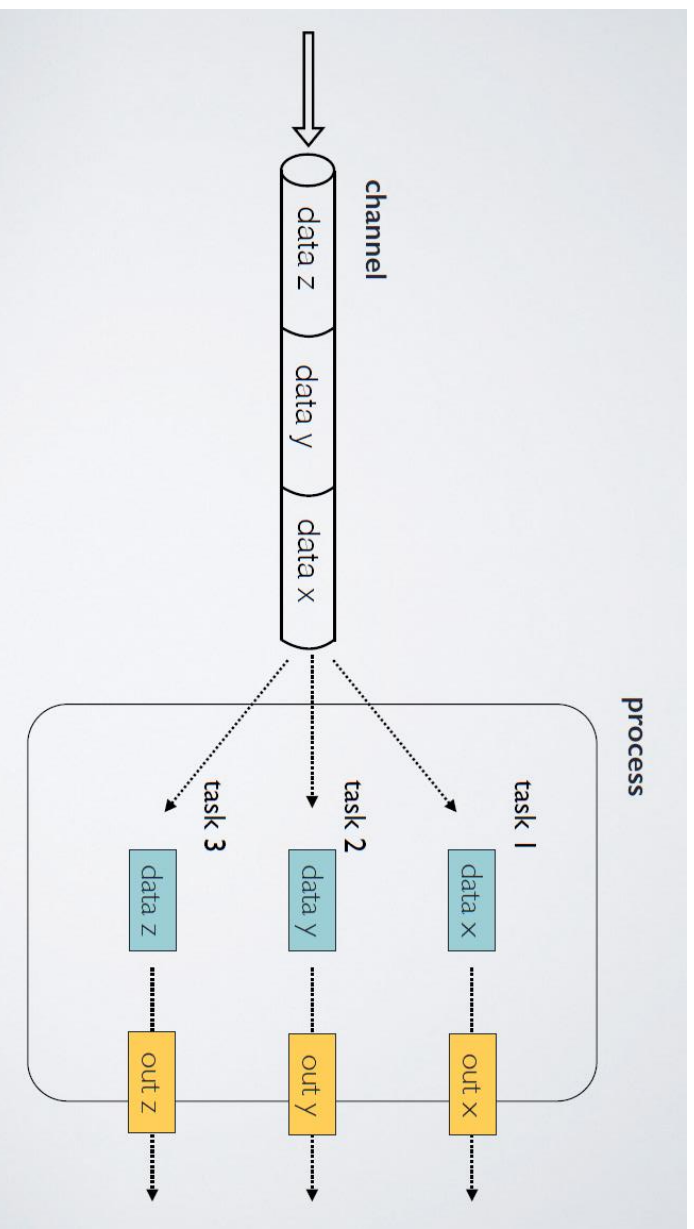 channel
data z
data y
data x
process
task 1
data x
out x
task 2
data y
out y
task 3
data z
out z